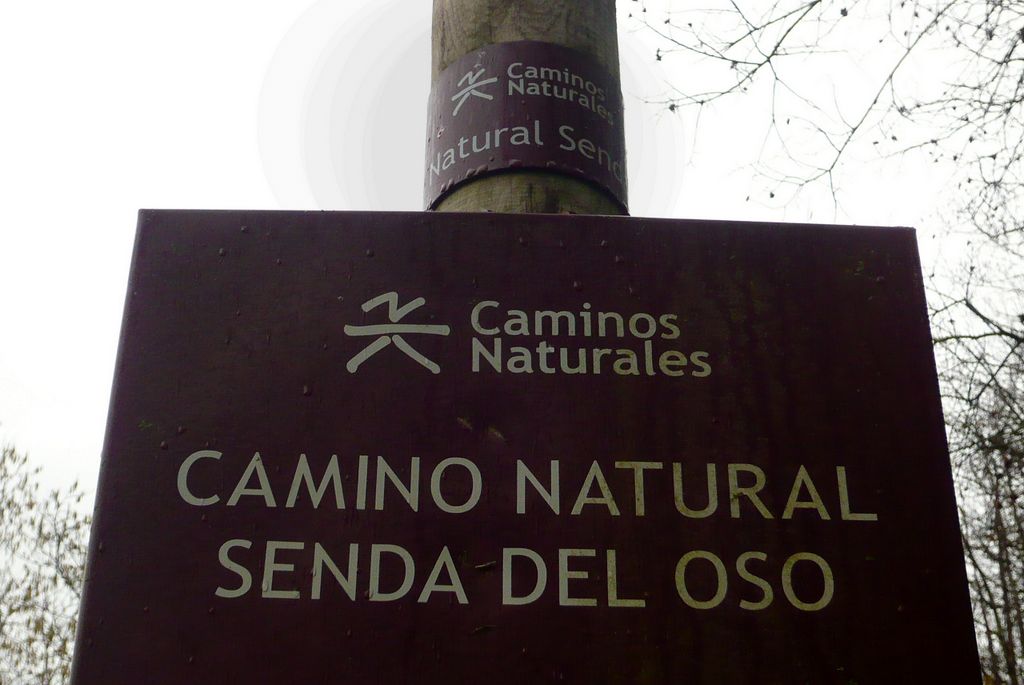 Caminos
Naturales
Natural Send
Caminos
Naturales
CAMINO NATURAL
SENDA DEL OSO